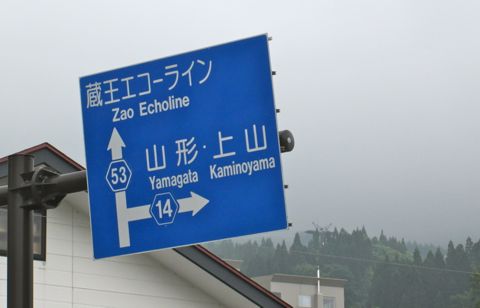 蔵王エコーライン
Zao Echoline
山形・上山
Yamagata Kaminoyama
53
14